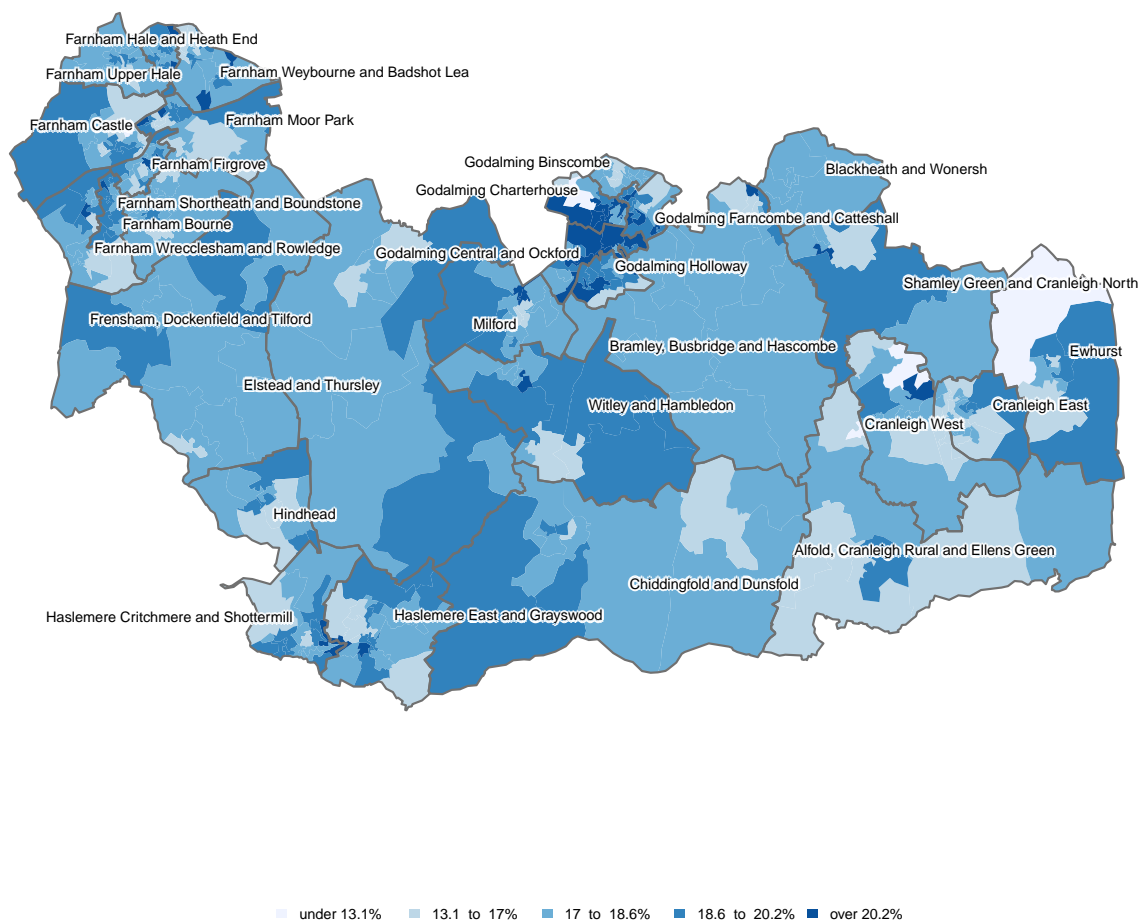 Farnham Hale and Heath End
Farnham Upper Hale
Farnham Weybourne and Badshot Lea
Farnham Castle
Farnham Moor Park
Farnham Firgrove
Godalming Binscombe
Blackheath and Wonersh
Godalming Charterhouse
Farnham Shortheath and Boundstone
Godalming Farncombe and Catteshall
Farnham Bourne
Farnham Wrecclesham and Rowledge
Godalming Central and Ockford
Godalming Holloway
Shamley Green and Cranleigh North
Frensham, Dockenfield and Tilford
Milford
Bramley, Busbridge and Hascombe
Ewhurst
Elstead and Thursley
Witley and Hambledon
Cranleigh East
Cranleigh West
Hindhead
Alfold, Cranleigh Rural and Ellens Green
Chiddingfold and Dunsfold
Haslemere Critchmere and Shottermill
Haslemere East and Grayswood
under 13.1% 13.1 to 17% 17 to 18.6% 18.6 to 20.2% over 20.2%